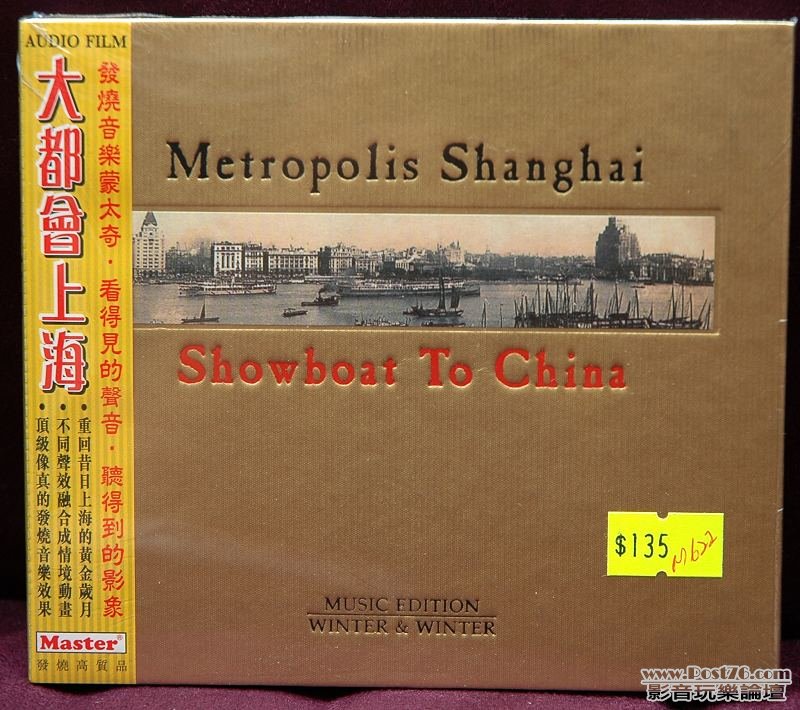 AUDIO FILM
大都會上海
發燒音樂蒙太奇．看得見的聲音．聽得到的影象
•重回昔日上海的黃金歲月
•不同聲效融合成情境動畫
•頂級像真的發燒音樂效果
Master®
發燒高質品
Metropolis Shanghai
Showboat To China
$135
M622
MUSIC EDITION
WINTER & WINTER
www.Post76.com
影音玩樂論壇